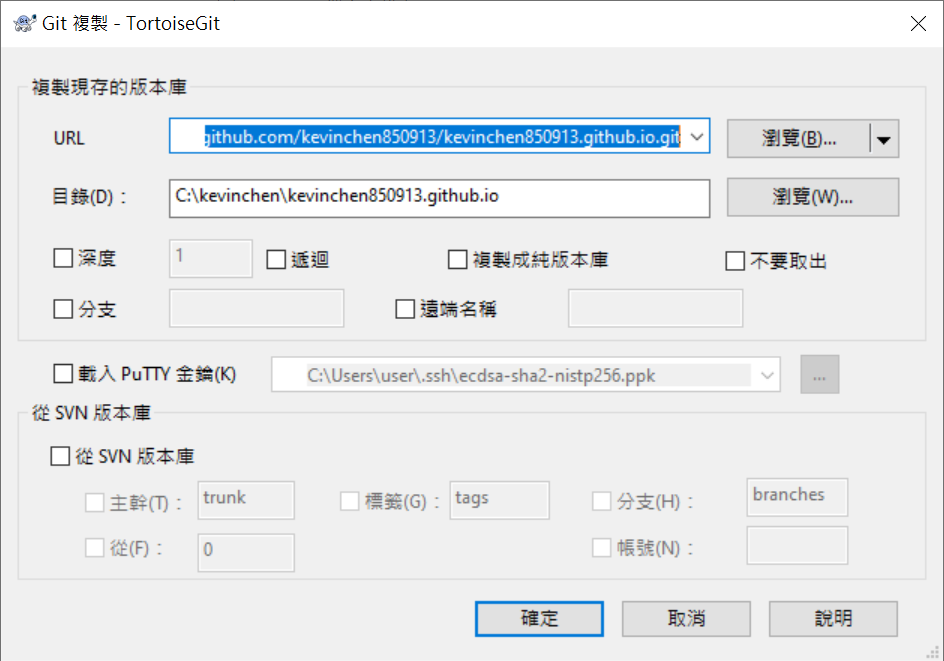 Git 複製 - TortoiseGit
複製現存的版本庫
URL github.com/kevinchen850913/kevinchen850913.github.io.git 瀏覽(B)...
目錄(D)： C:\kevinchen\kevinchen850913.github.io 瀏覽(W)...
深度 1 遞迴 複製成純版本庫 不要取出
分支 遠端名稱
載入 PuTTY 金鑰(K) C:\Users\user\.ssh\ecdsa-sha2-nistp256.ppk ...
從 SVN 版本庫
從 SVN 版本庫
主幹(T)： trunk 標籤(G)： tags 分支(H)： branches
從(F)： 0 帳號(N)：
確定 取消 說明